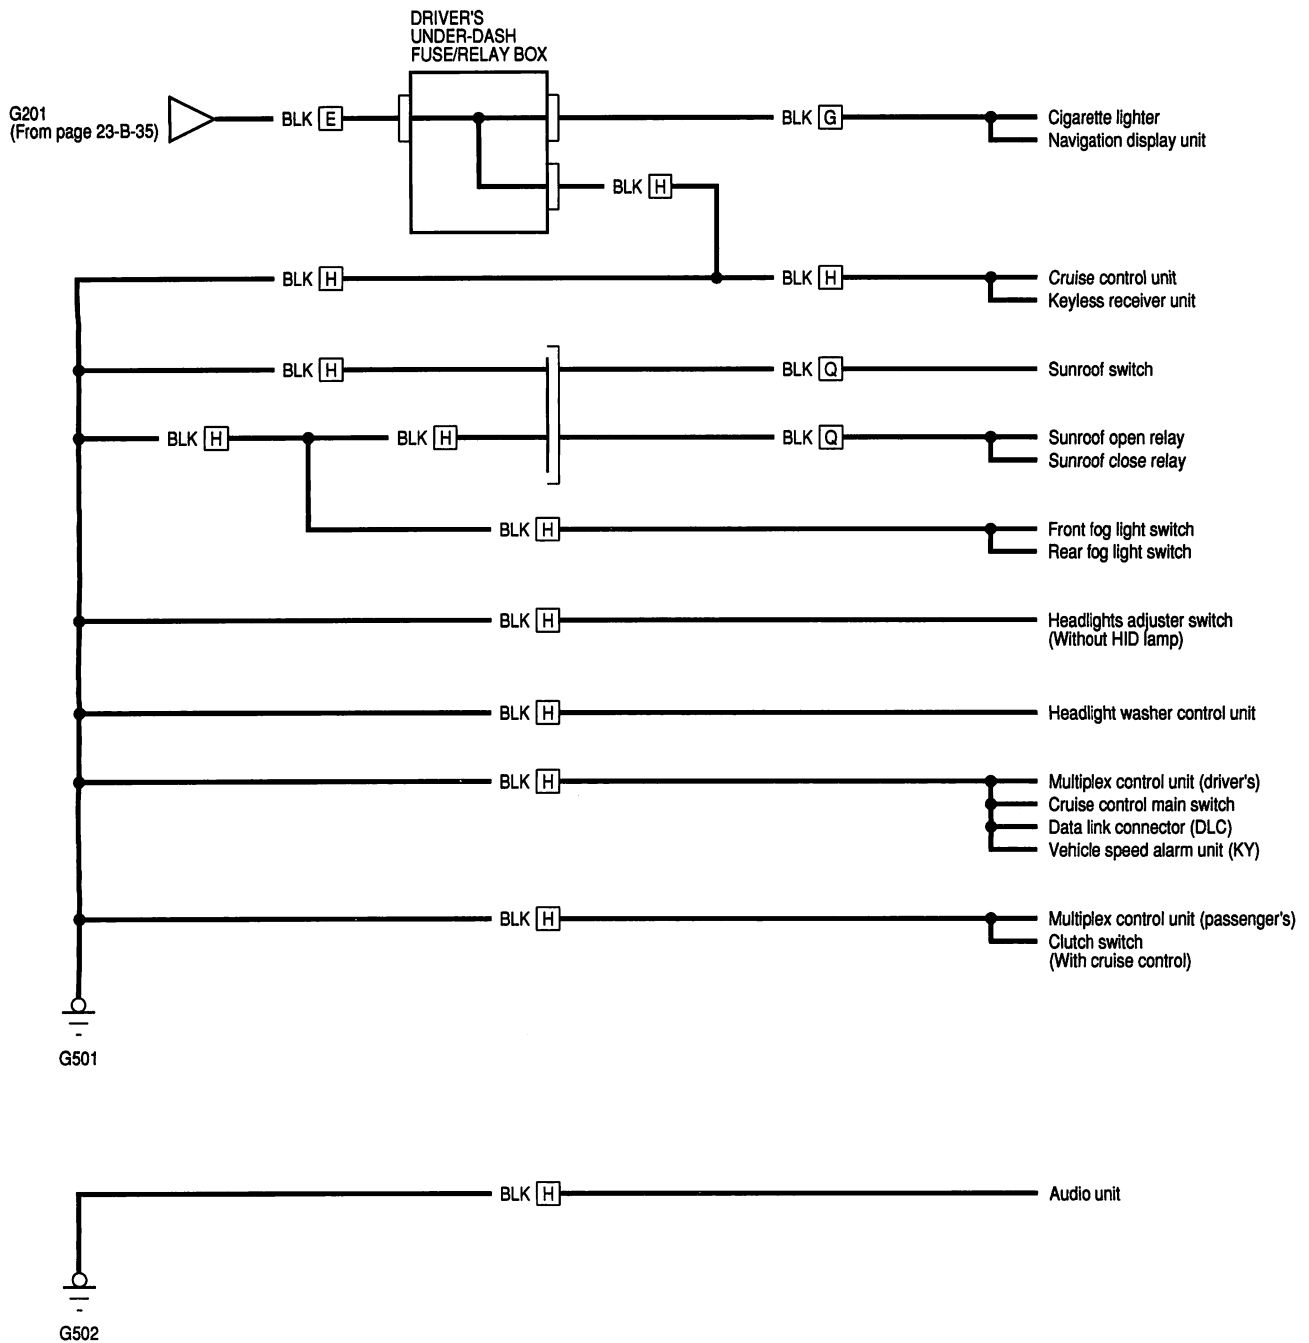 DRIVER'S
UNDER-DASH
FUSE/RELAY BOX
G201
(From page 23-B-35)
BLK E
BLK G
Cigarette lighter
Navigation display unit
BLK H
BLK H
BLK H
Cruise control unit
Keyless receiver unit
BLK H
BLK Q
Sunroof switch
BLK H
BLK H
BLK Q
Sunroof open relay
Sunroof close relay
BLK H
Front fog light switch
Rear fog light switch
BLK H
Headlights adjuster switch
(Without HID lamp)
BLK H
Headlight washer control unit
BLK H
Multiplex control unit (driver's)
Cruise control main switch
Data link connector (DLC)
Vehicle speed alarm unit (KY)
BLK H
Multiplex control unit (passenger's)
Clutch switch
(With cruise control)
G501
BLK H
Audio unit
G502